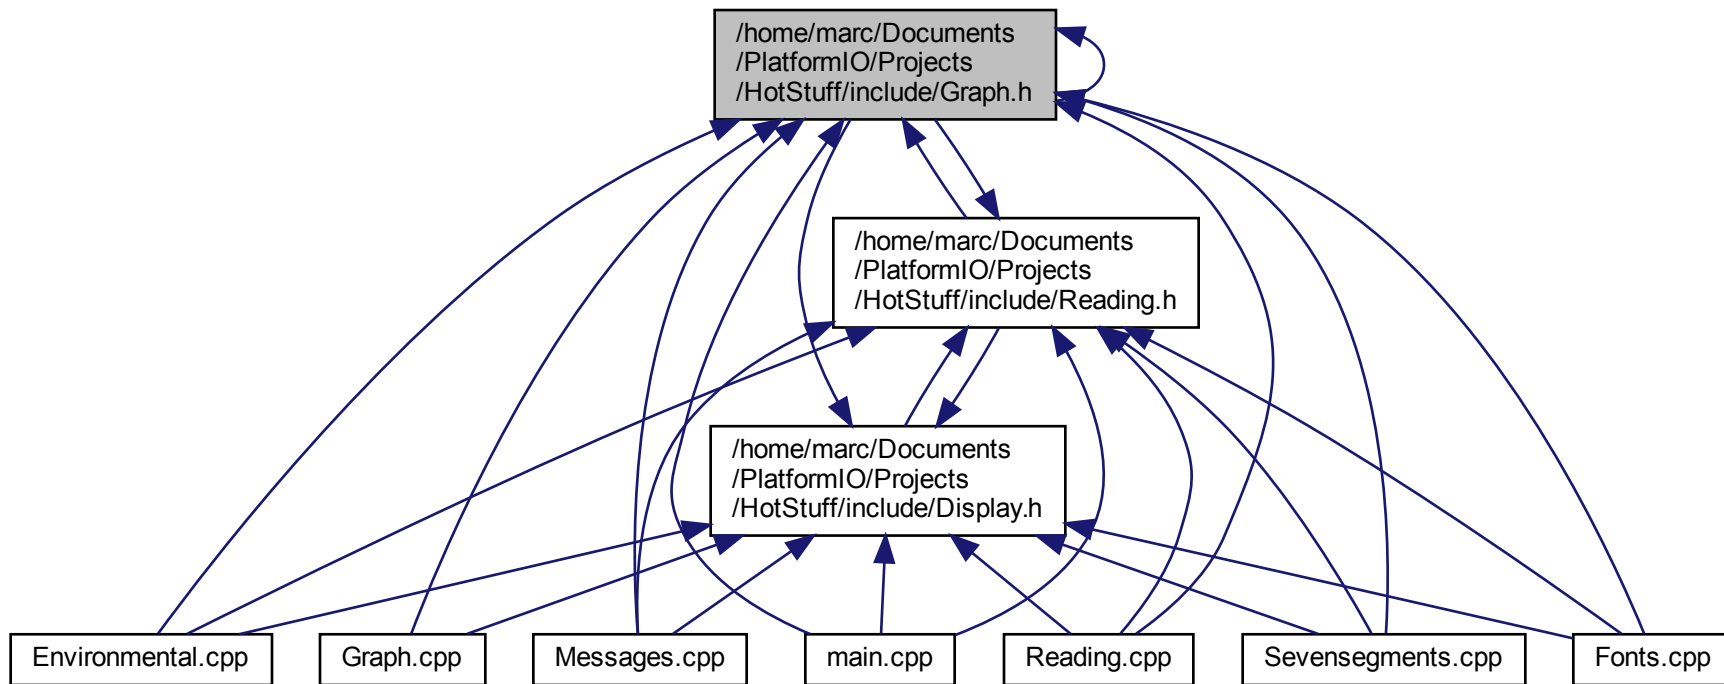 /home/marc/Documents
/PlatformIO/Projects
/HotStuff/include/Graph.h
/home/marc/Documents
/PlatformIO/Projects
/HotStuff/include/Reading.h
/home/marc/Documents
/PlatformIO/Projects
/HotStuff/include/Display.h
Environmental.cpp
Graph.cpp
Messages.cpp
main.cpp
Reading.cpp
Sevensegments.cpp
Fonts.cpp